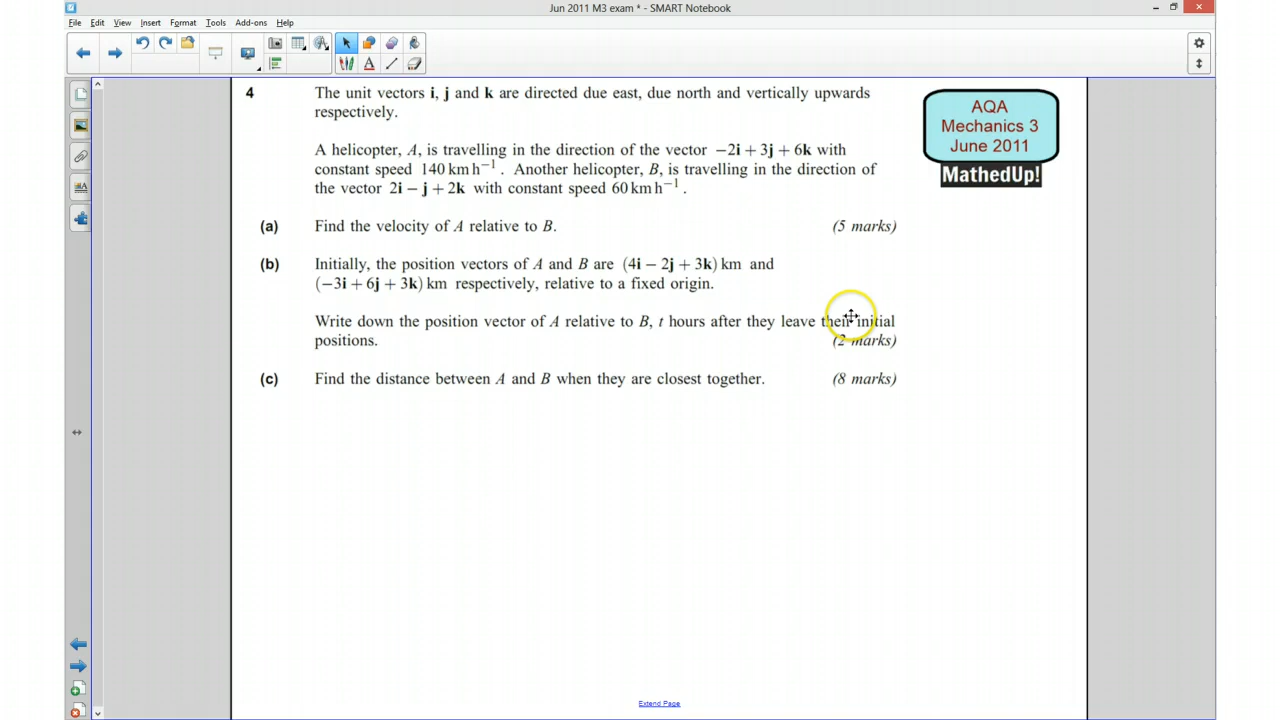 Jun 2011 M3 exam * - SMART Notebook
File Edit View Insert Format Tools Add-ons Help
4 The unit vectors i, j and k are directed due east, due north and vertically upwards
respectively.
A helicopter, A, is travelling in the direction of the vector −2i + 3j + 6k with
constant speed 140 km h⁻¹ . Another helicopter, B, is travelling in the direction of
the vector 2i − j + 2k with constant speed 60 km h⁻¹ .
(a) Find the velocity of A relative to B. (5 marks)
(b) Initially, the position vectors of A and B are (4i − 2j + 3k) km and
(−3i + 6j + 3k) km respectively, relative to a fixed origin.
Write down the position vector of A relative to B, t hours after they leave their initial
positions. (2 marks)
(c) Find the distance between A and B when they are closest together. (8 marks)
AQA
Mechanics 3
June 2011
MathedUp!
Extend Page